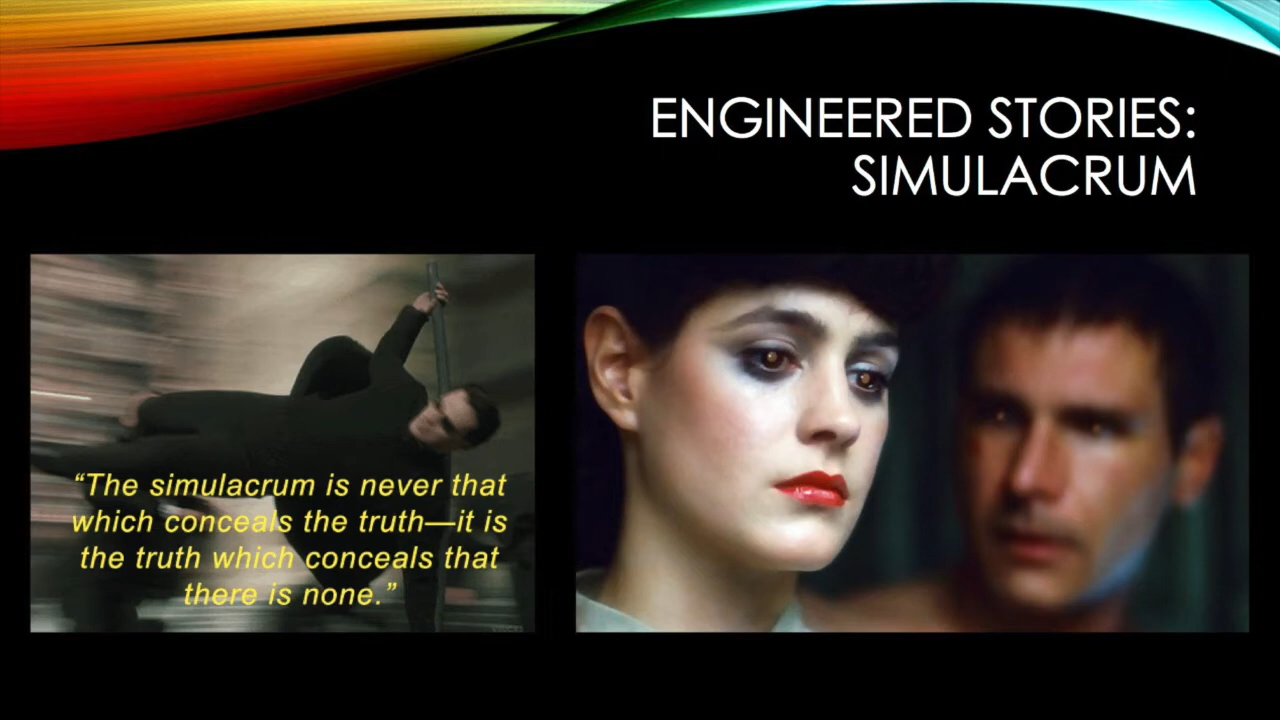 ENGINEERED STORIES:
SIMULACRUM
“The simulacrum is never that
which conceals the truth—it is
the truth which conceals that
there is none.”